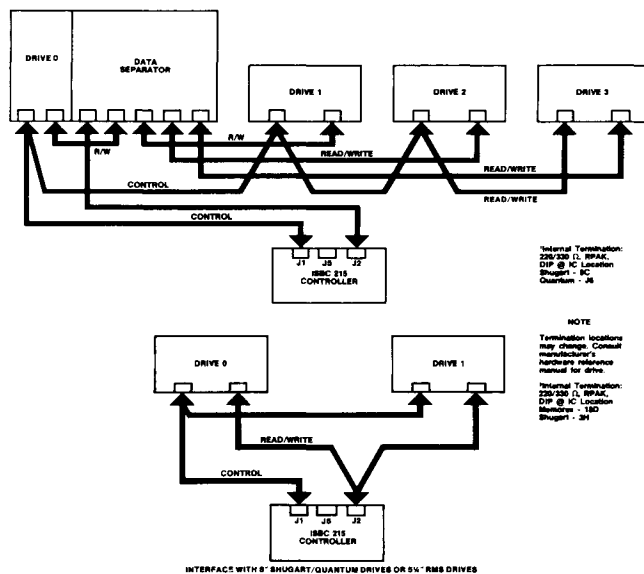 DRIVE 0
DATA
SEPARATOR
DRIVE 1
DRIVE 2
DRIVE 3
R/W
R/W
READ/WRITE
CONTROL
READ/WRITE
READ/WRITE
CONTROL
J1 J5 J2
ISBC 215
CONTROLLER
*Internal Termination:
220/330 Ω, RPAK,
DIP @ IC Location
Shugart - 8C
Quantum - J6
NOTE
Termination locations
may change. Consult
manufacturer's
hardware reference
manual for drive.
*Internal Termination:
220/330 Ω, RPAK,
DIP @ IC Location
Memorex - 18D
Shugart - 3H
DRIVE 0
DRIVE 1
READ/WRITE
CONTROL
J1 J5 J2
ISBC 215
CONTROLLER
INTERFACE WITH 8" SHUGART/QUANTUM DRIVES OR 5¼" RMS DRIVES